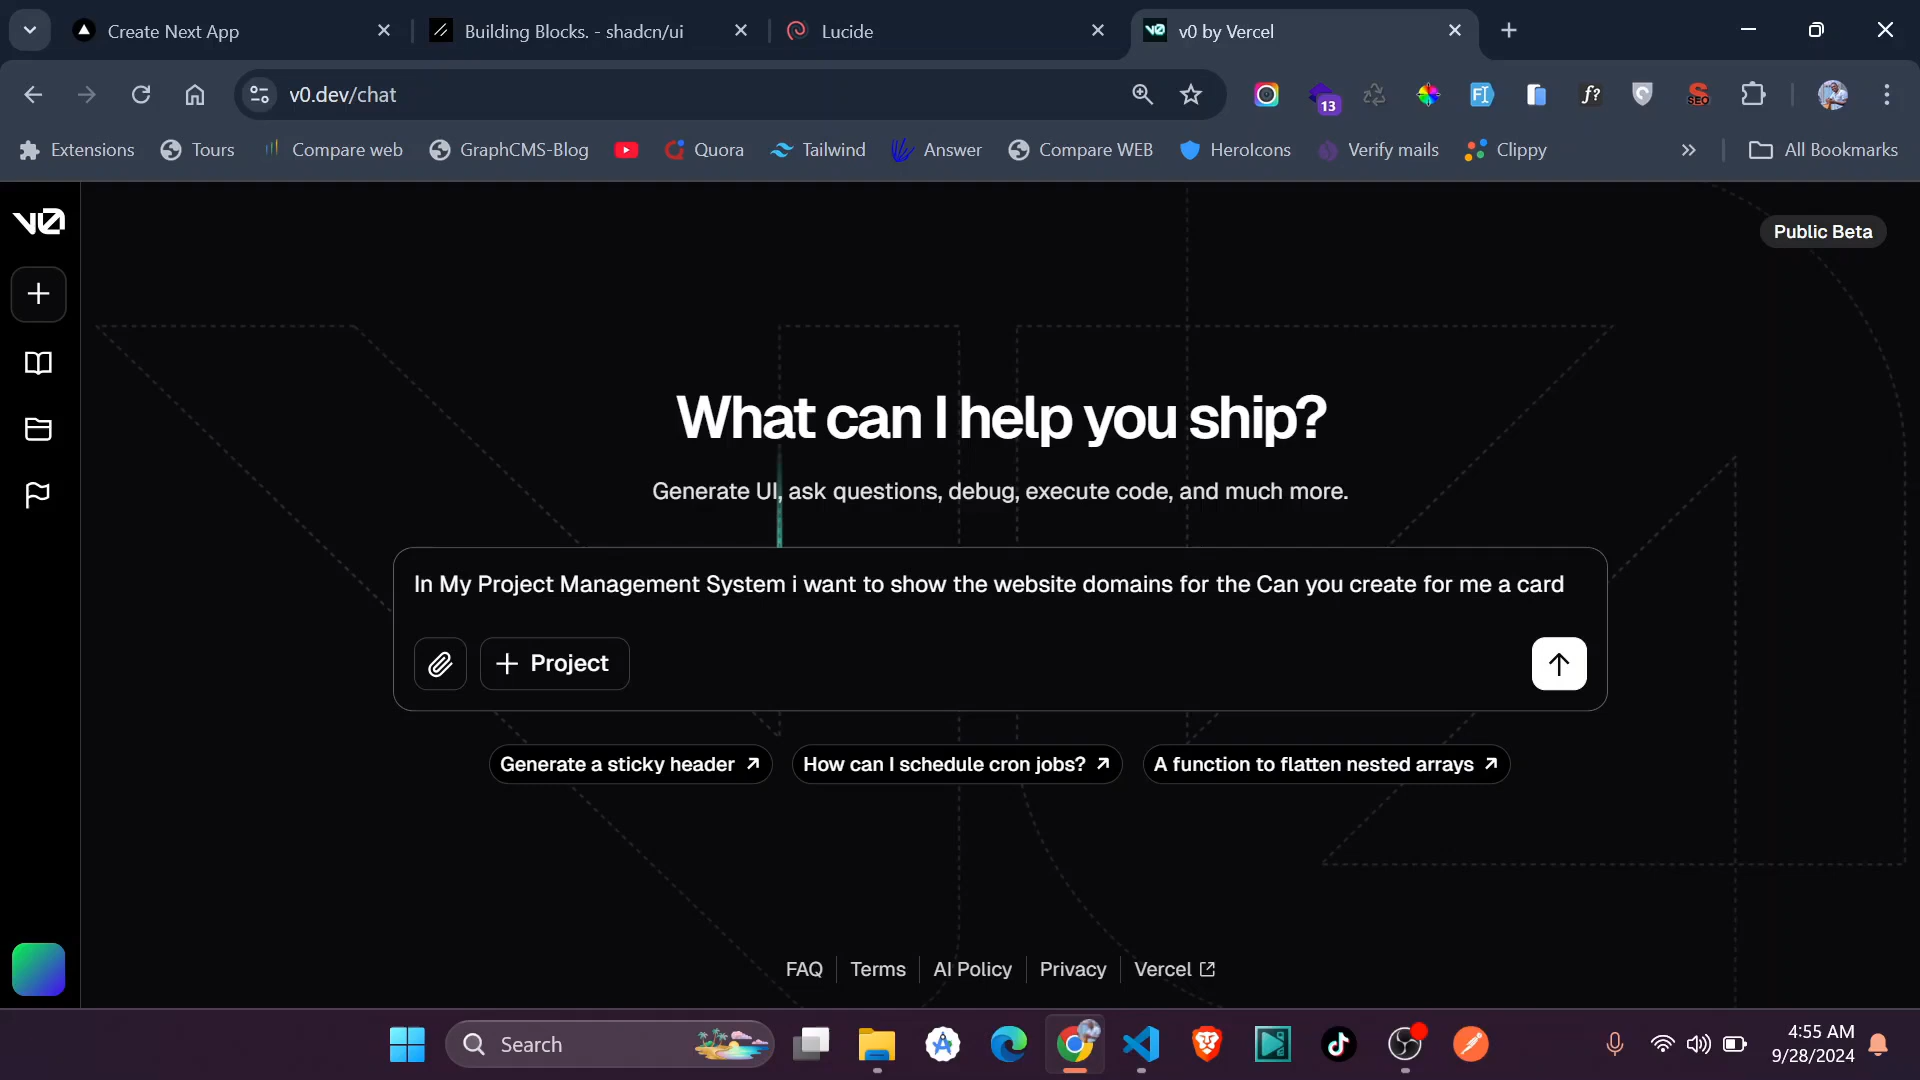 Create Next App
Building Blocks. - shadcn/ui
Lucide
v0 by Vercel
v0.dev/chat
13
f?
SEO
Extensions
Tours
Compare web
GraphCMS-Blog
Quora
Tailwind
Answer
Compare WEB
HeroIcons
Verify mails
Clippy
All Bookmarks
v0
Public Beta
What can I help you ship?
Generate UI, ask questions, debug, execute code, and much more.
In My Project Management System i want to show the website domains for the Can you create for me a card
Project
Generate a sticky header
How can I schedule cron jobs?
A function to flatten nested arrays
FAQ
Terms
AI Policy
Privacy
Vercel
Search
4:55 AM
9/28/2024